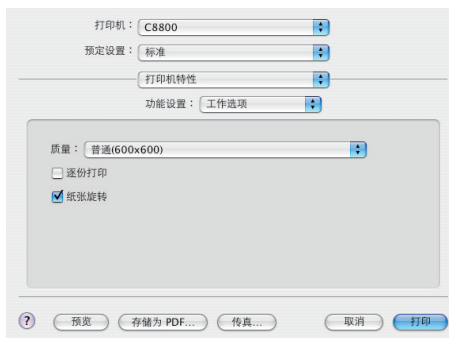 打印机： C8800
预定设置： 标准
打印机特性
功能设置： 工作选项
质量： 普通(600x600)
逐份打印
纸张旋转
? 预览 存储为 PDF... 传真... 取消 打印